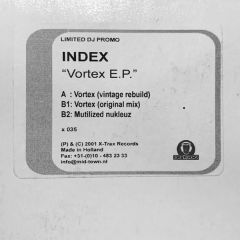 LIMITED DJ PROMO
INDEX
"Vortex E.P."
A : Vortex (vintage rebuild)
B1: Vortex (original mix)
B2: Mutilized nukleuz
x 035
(P) & (C) 2001 X-Trax Records
Made in Holland
Fax: +31-(0)10 - 483 23 33
info@mid-town.nl